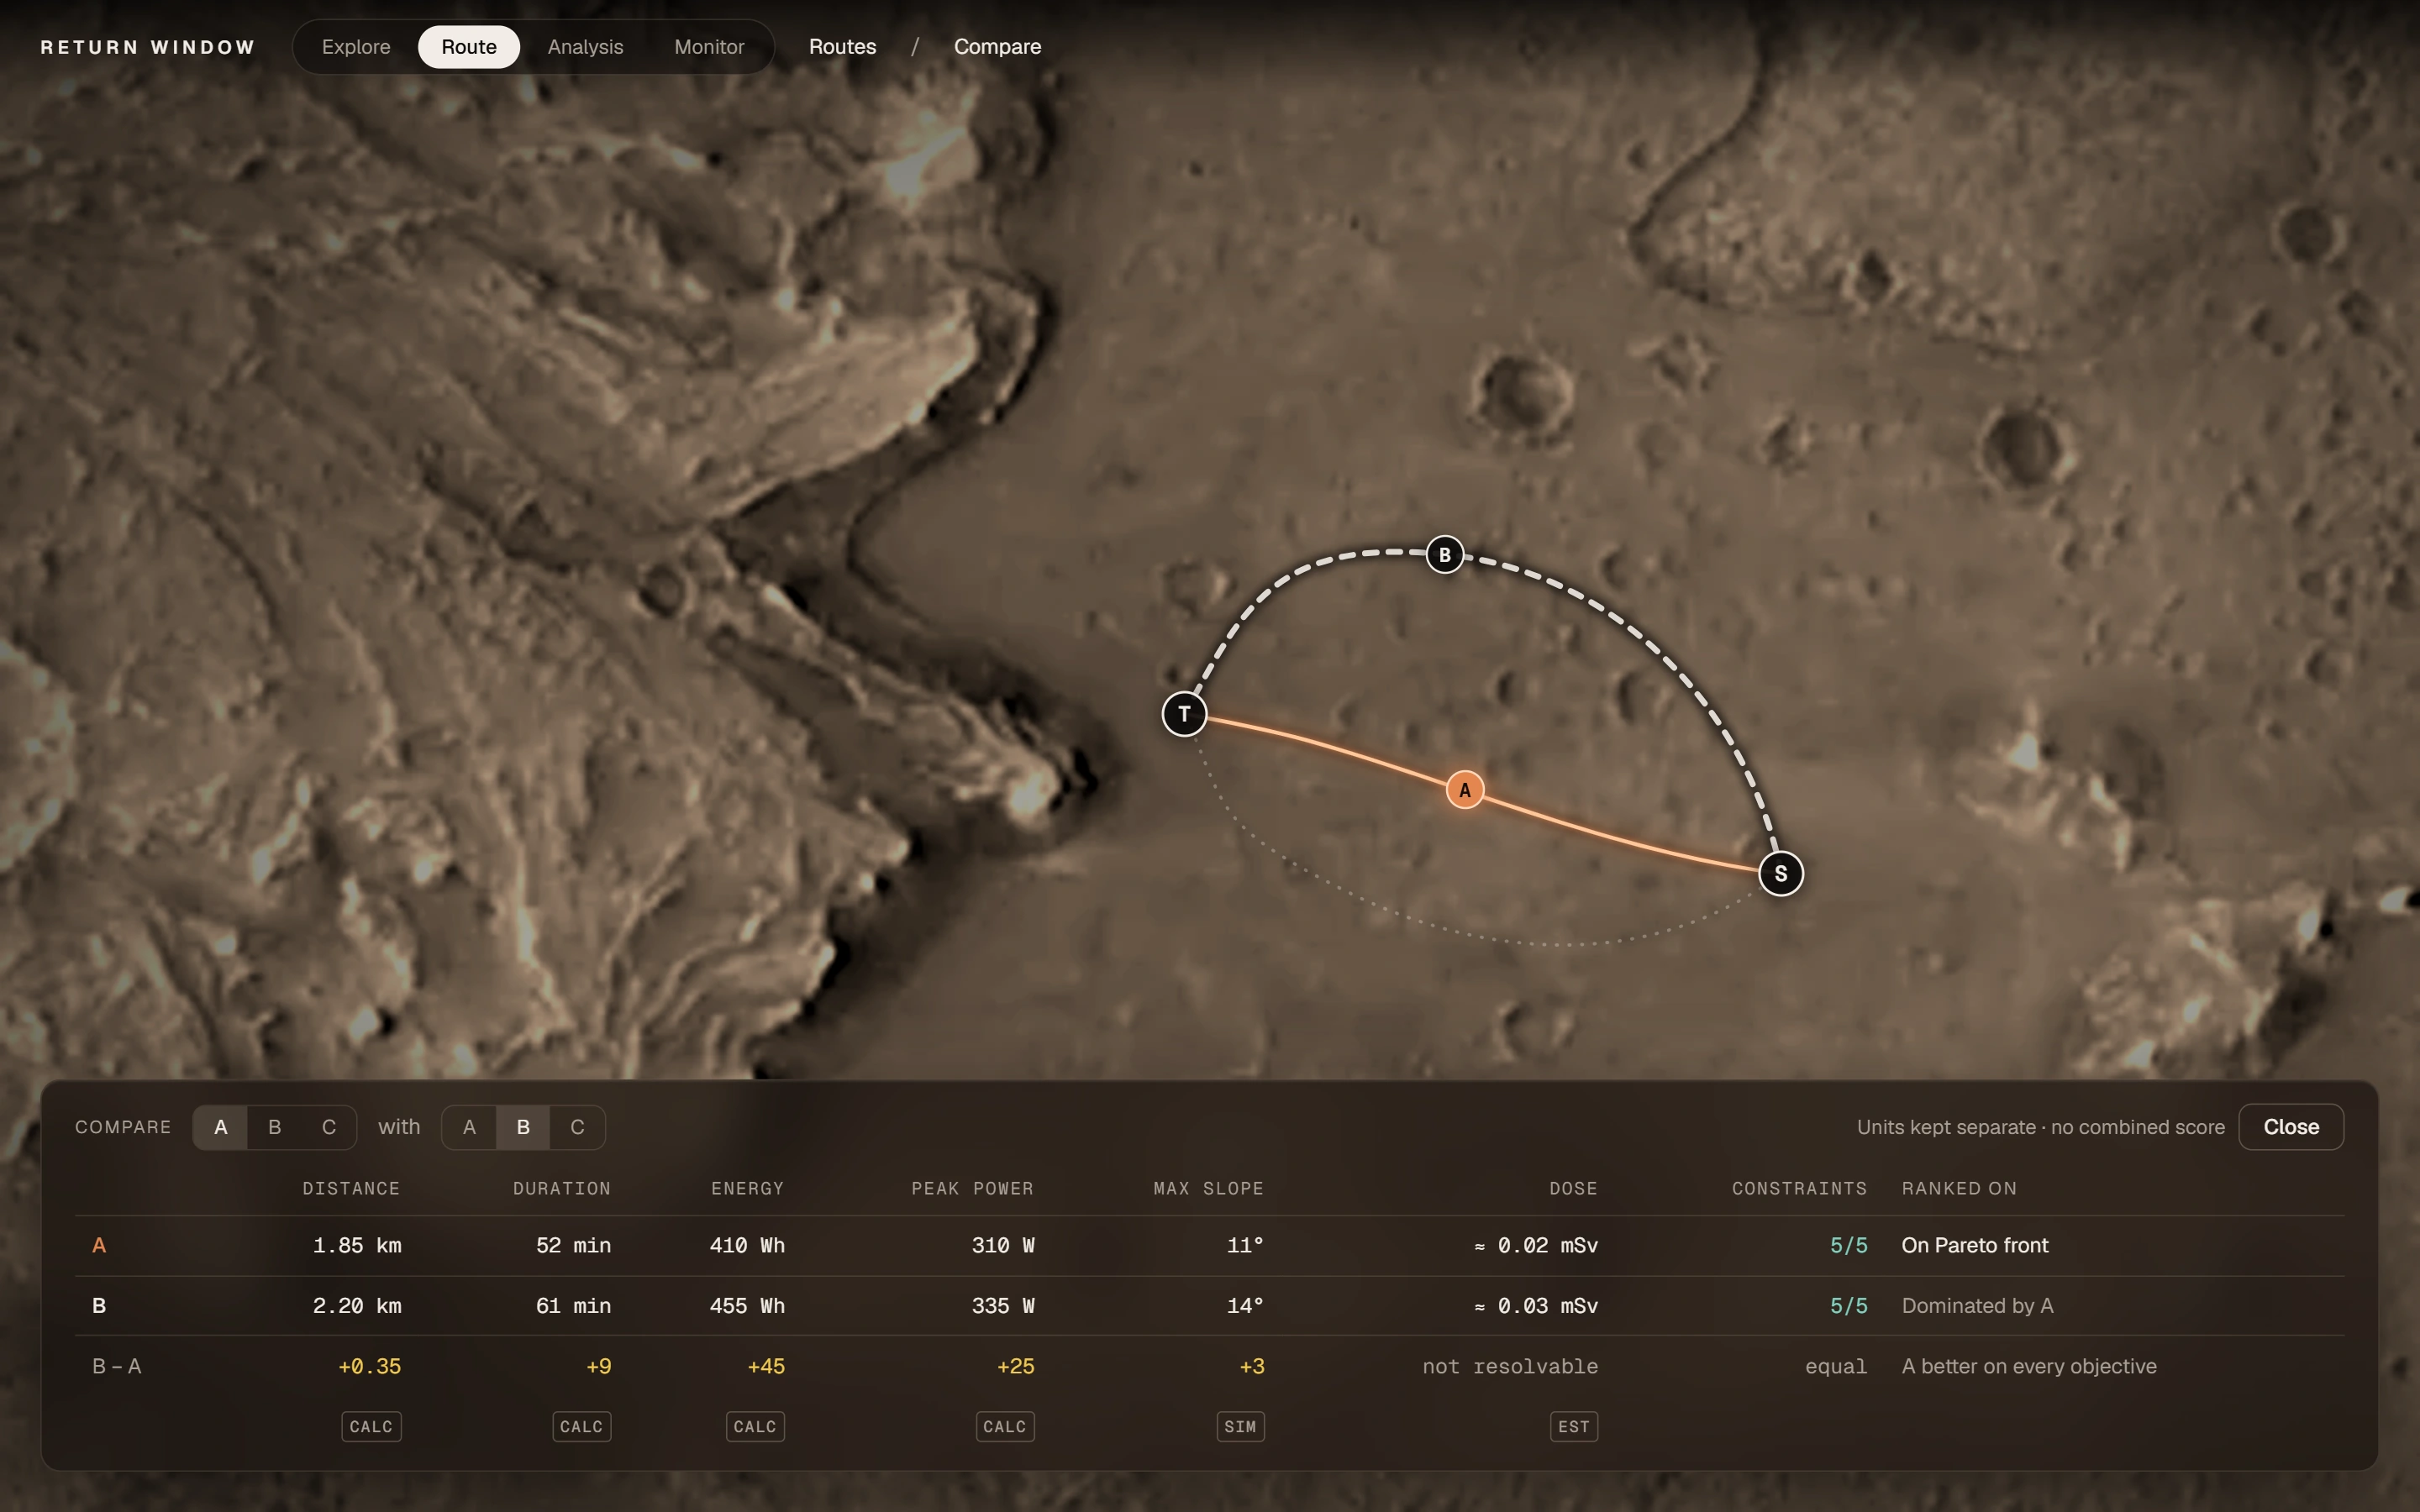 RETURN WINDOW Explore Route Analysis Monitor Routes / Compare
B
T
A
S
COMPARE A B C with A B C Units kept separate · no combined score Close
DISTANCE DURATION ENERGY PEAK POWER MAX SLOPE DOSE CONSTRAINTS RANKED ON
A 1.85 km 52 min 410 Wh 310 W 11° ≈ 0.02 mSv 5/5 On Pareto front
B 2.20 km 61 min 455 Wh 335 W 14° ≈ 0.03 mSv 5/5 Dominated by A
B – A +0.35 +9 +45 +25 +3 not resolvable equal A better on every objective
CALC CALC CALC CALC SIM EST